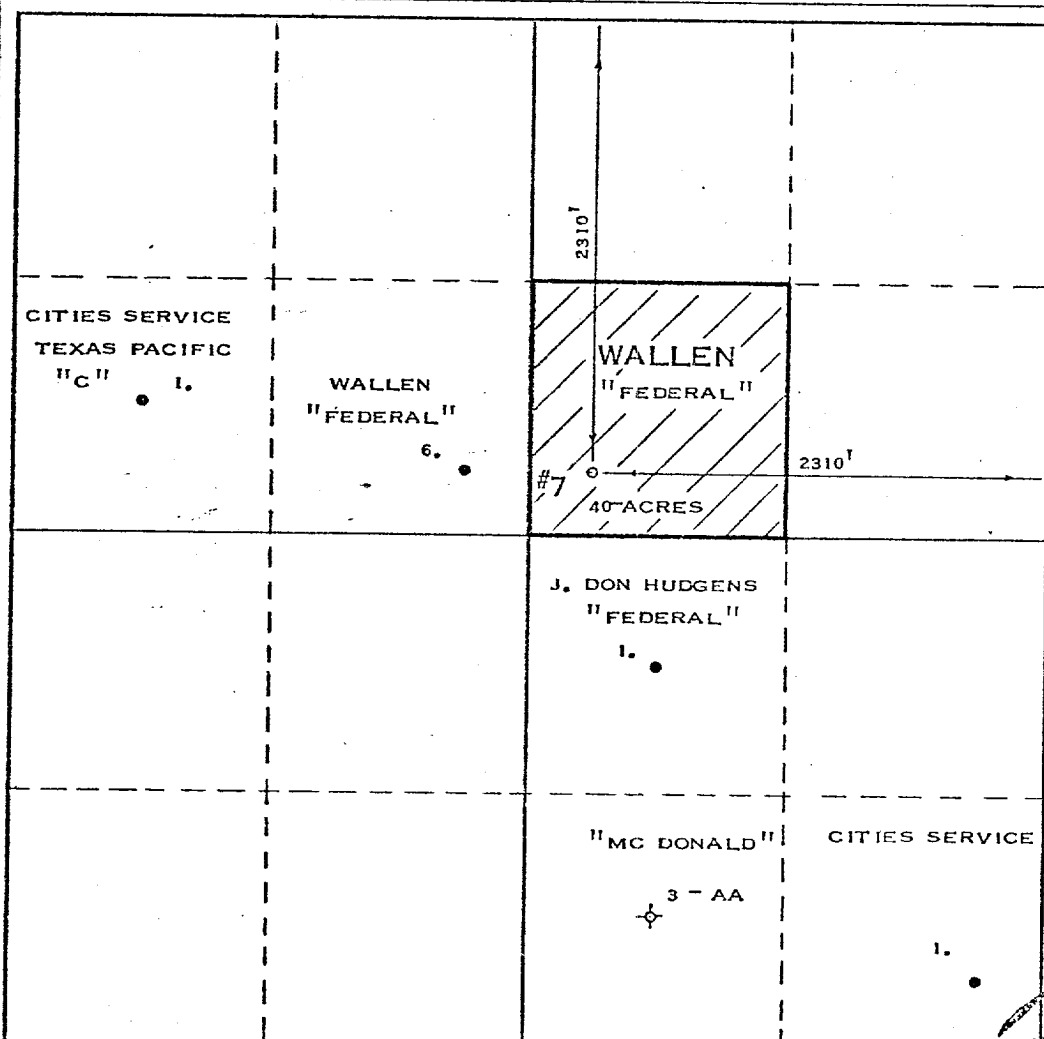 2310'
CITIES SERVICE
TEXAS PACIFIC
"C" 1.
WALLEN
"FEDERAL"
6.
WALLEN
"FEDERAL"
#7
40-ACRES
2310'
J. DON HUDGENS
"FEDERAL"
1.
"MC DONALD"
3 - AA
CITIES SERVICE
1.